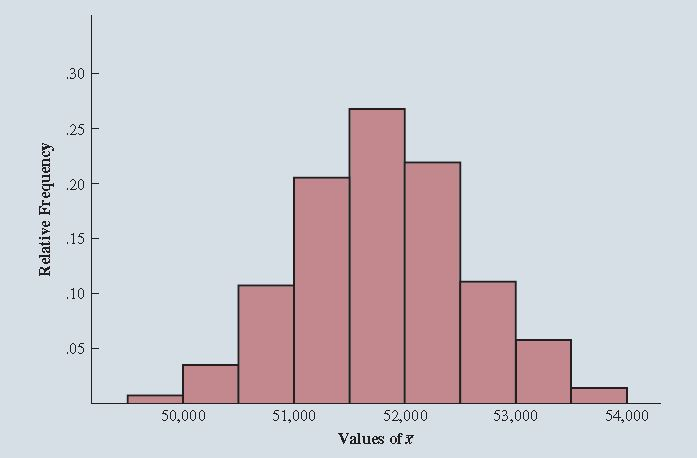 .30
.25
.20
.15
.10
.05
Relative Frequency
50,000 51,000 52,000 53,000 54,000
Values of x̄